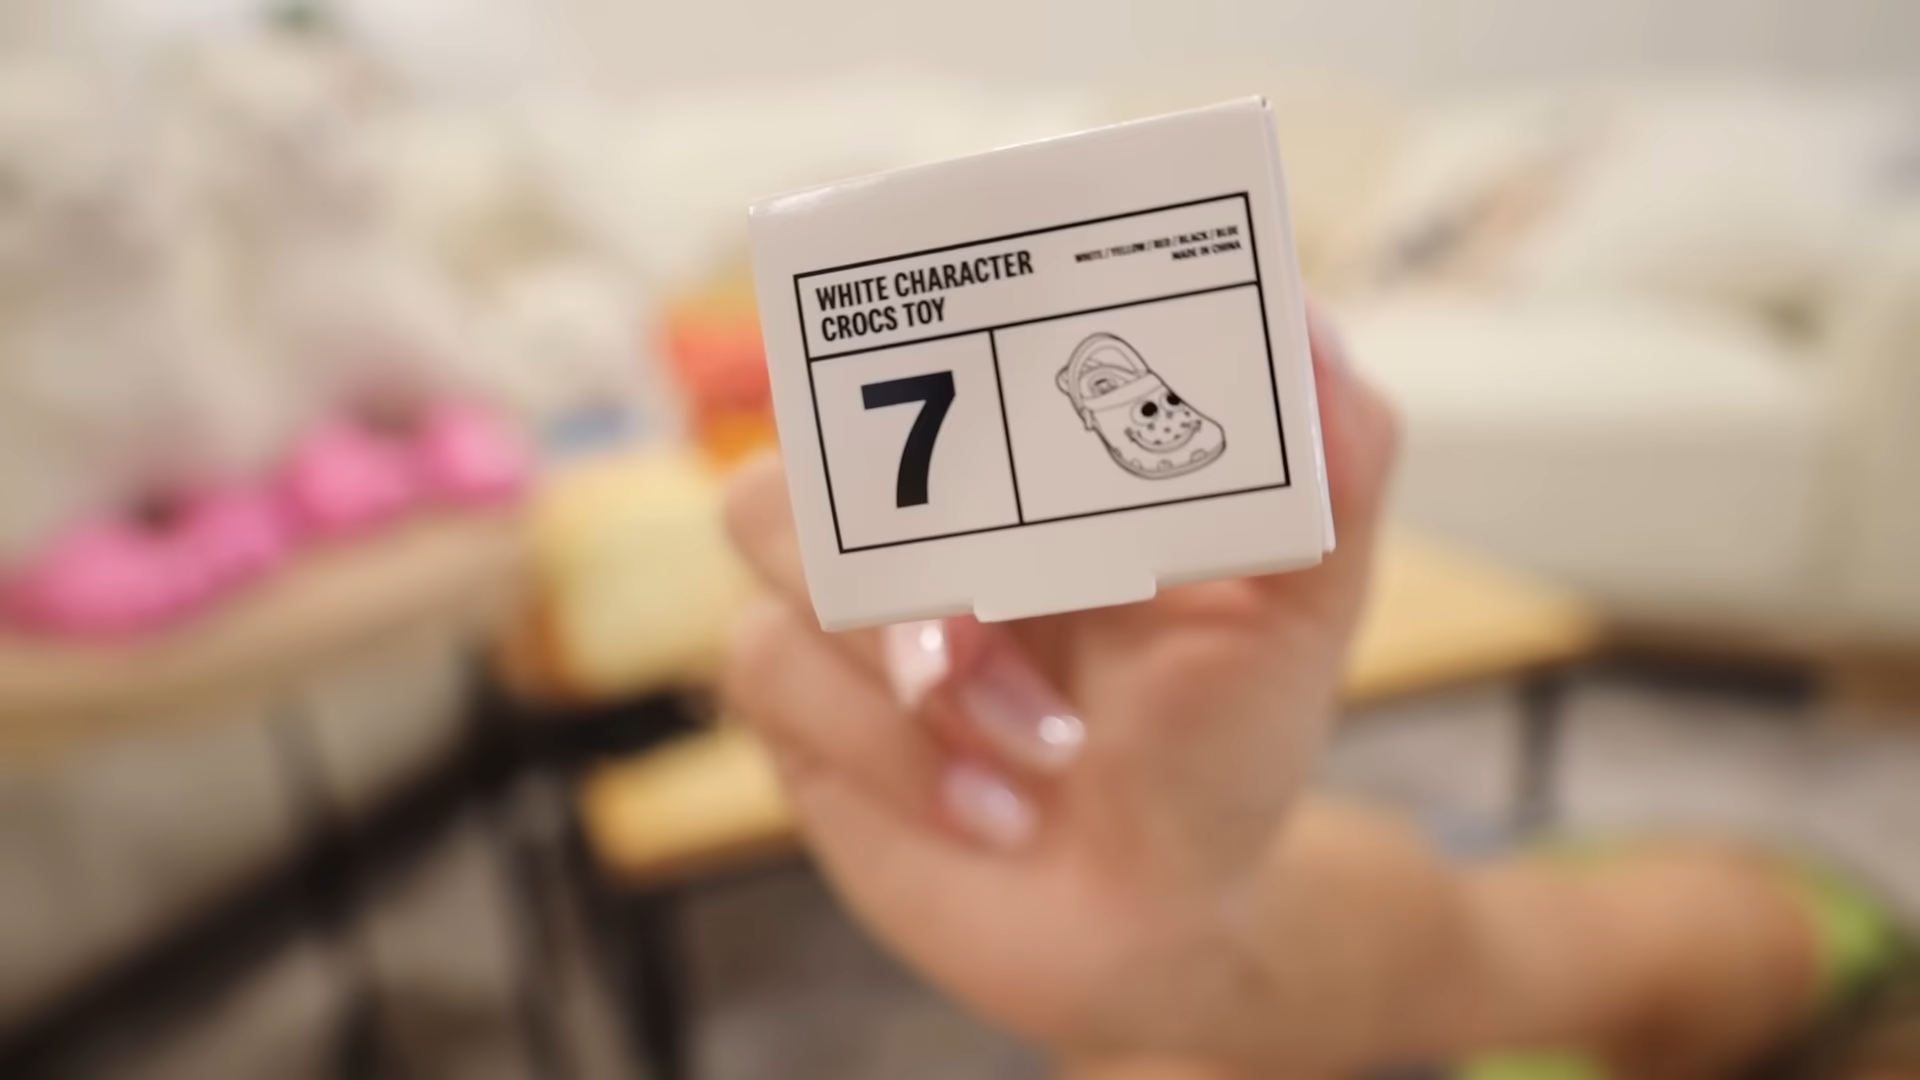 WHITE CHARACTER
CROCS TOY
WHITE / YELLOW / RED / BLACK / BLUE
MADE IN CHINA
7